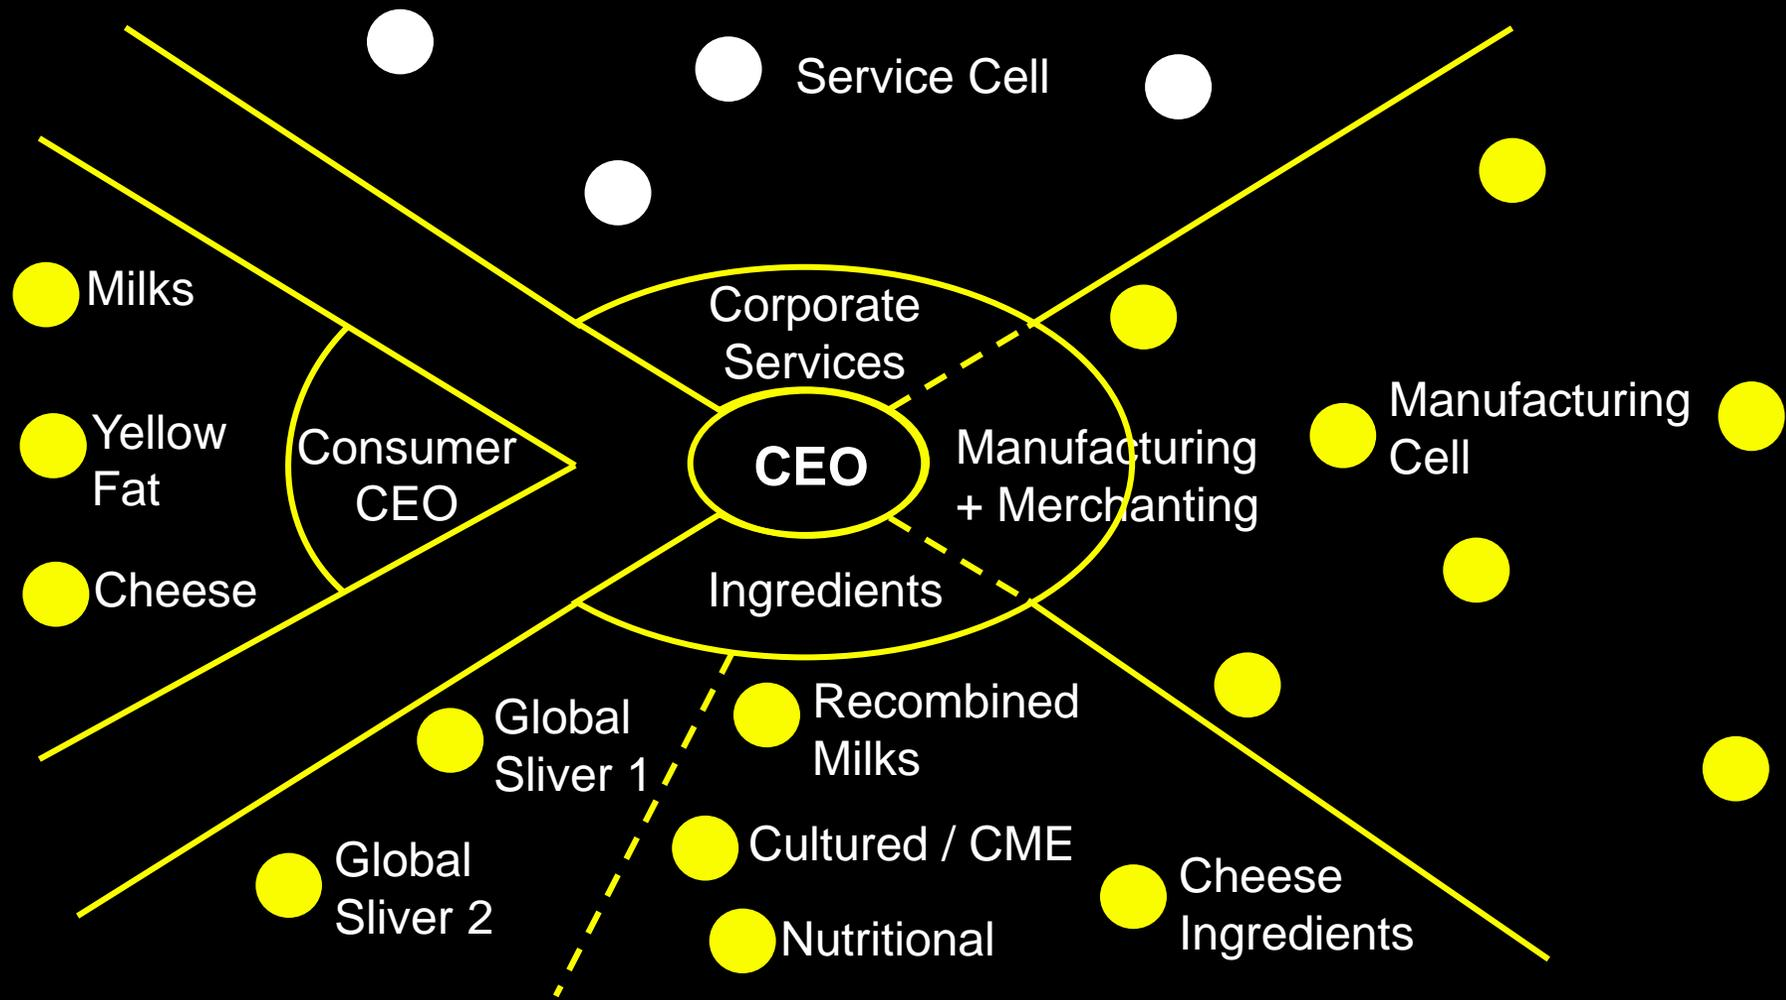 Service Cell
Corporate
Services
Milks
Yellow
Fat
Cheese
Consumer
CEO
CEO
Manufacturing
+ Merchanting
Manufacturing
Cell
Ingredients
Global
Sliver 1
Global
Sliver 2
Recombined
Milks
Cultured / CME
Nutritional
Cheese
Ingredients